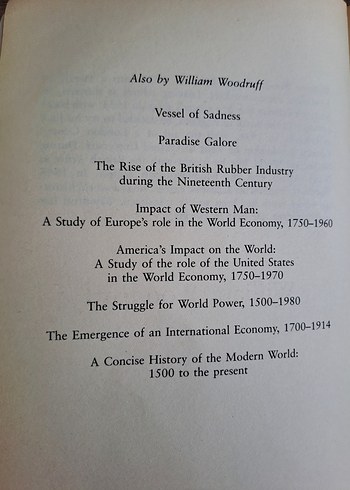 Also by William Woodruff
Vessel of Sadness
Paradise Galore
The Rise of the British Rubber Industry
during the Nineteenth Century
Impact of Western Man:
A Study of Europe's role in the World Economy, 1750–1960
America's Impact on the World:
A Study of the role of the United States
in the World Economy, 1750–1970
The Struggle for World Power, 1500–1980
The Emergence of an International Economy, 1700–1914
A Concise History of the Modern World:
1500 to the present